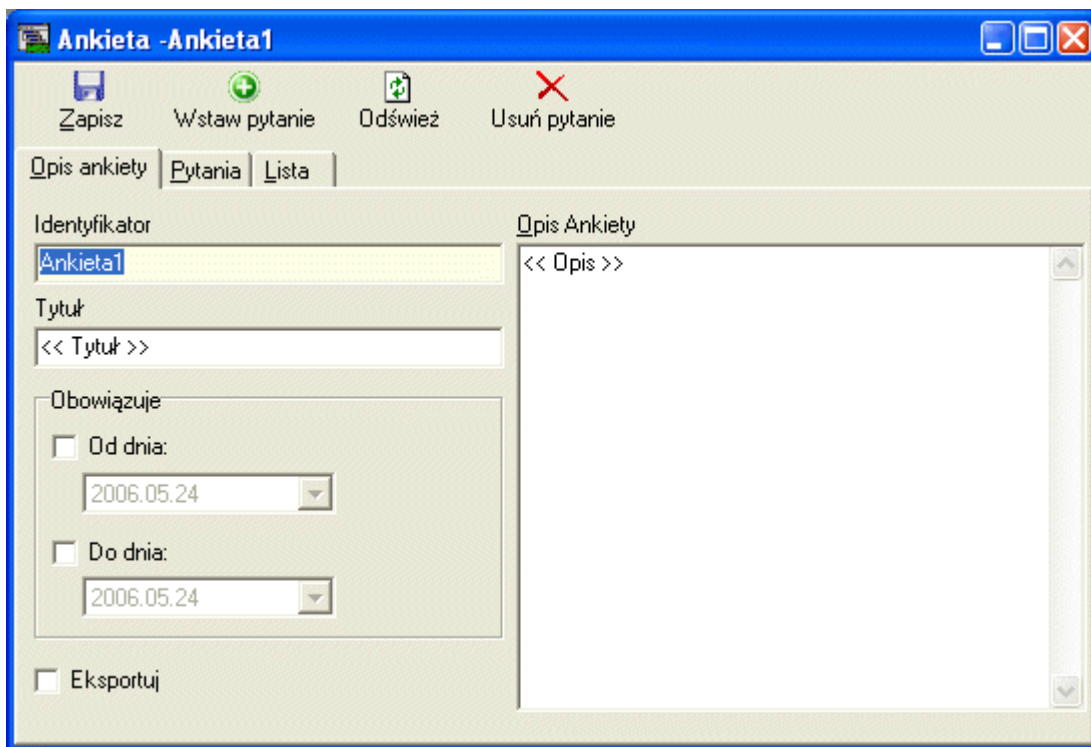 Ankieta -Ankieta1
Zapisz Wstaw pytanie Odśwież Usuń pytanie
Opis ankiety Pytania Lista
Identyfikator
Ankieta1
Tytuł
<< Tytuł >>
Obowiązuje
Od dnia:
2006.05.24
Do dnia:
2006.05.24
Eksportuj
Opis Ankiety
<< Opis >>